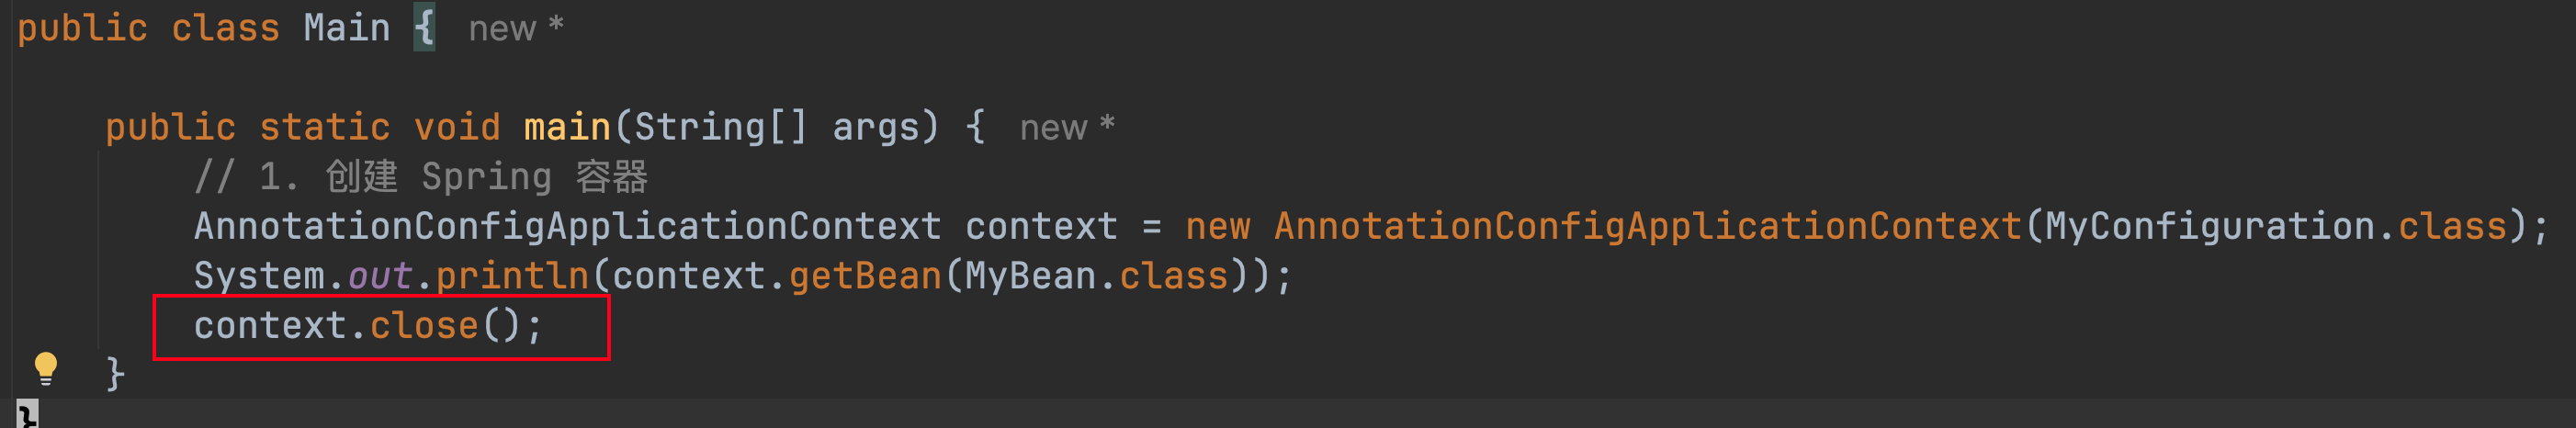 public class Main {  new *
public static void main(String[] args) {  new *
// 1. 创建 Spring 容器
AnnotationConfigApplicationContext context = new AnnotationConfigApplicationContext(MyConfiguration.class);
System.out.println(context.getBean(MyBean.class));
context.close();
}
}